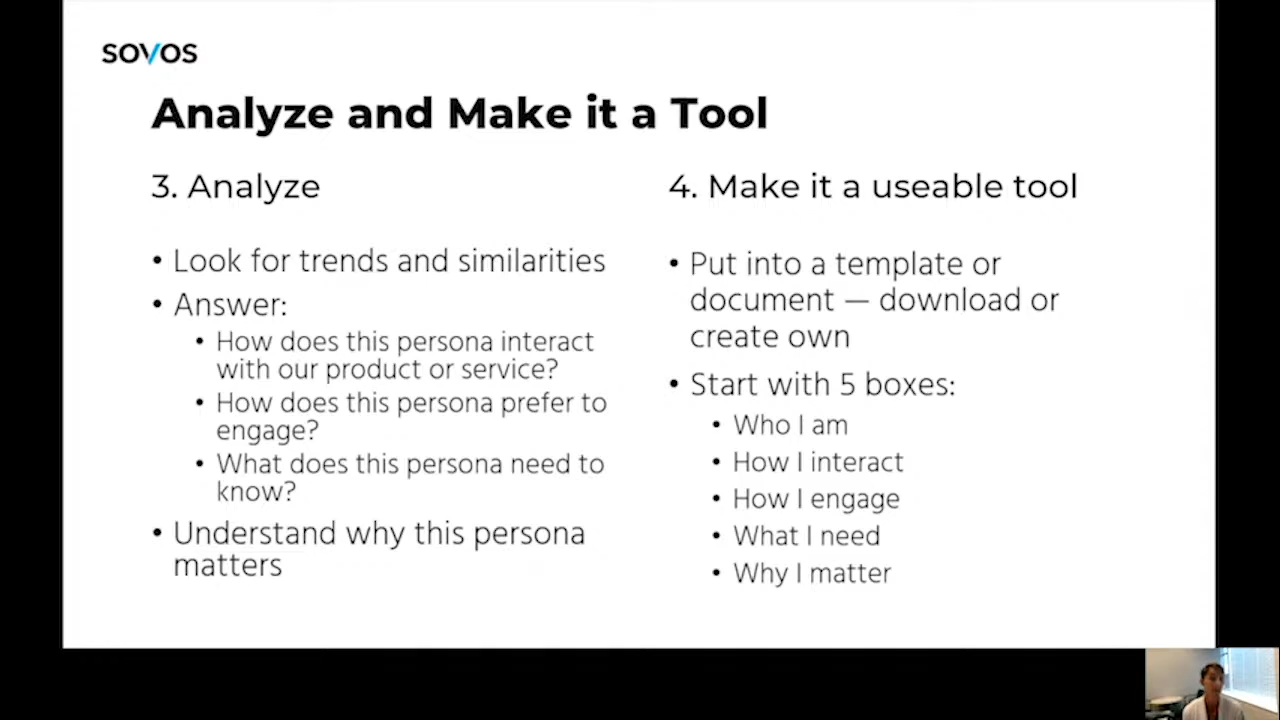 SOVOS
Analyze and Make it a Tool
3. Analyze
• Look for trends and similarities
• Answer:
• How does this persona interact
with our product or service?
• How does this persona prefer to
engage?
• What does this persona need to
know?
• Understand why this persona
matters
4. Make it a useable tool
• Put into a template or
document — download or
create own
• Start with 5 boxes:
• Who I am
• How I interact
• How I engage
• What I need
• Why I matter